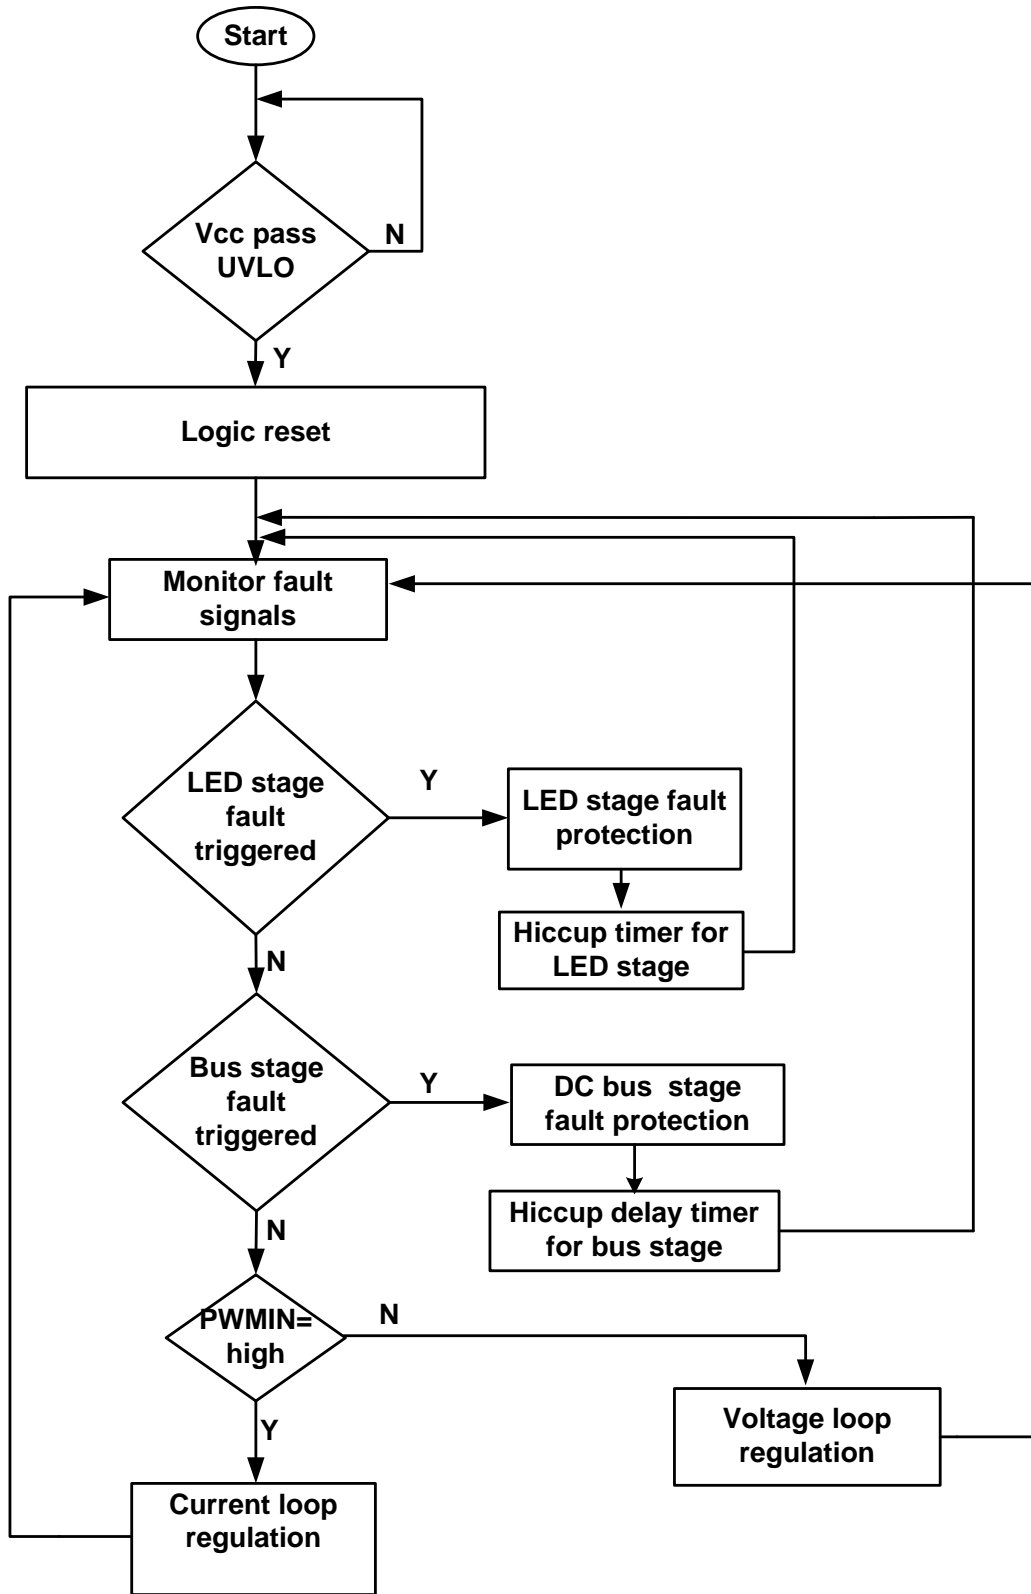 Start
Vcc pass
UVLO
N
Y
Logic reset
Monitor fault
signals
LED stage
fault
triggered
Y
LED stage fault
protection
Hiccup timer for
LED stage
N
Bus stage
fault
triggered
Y
DC bus stage
fault protection
Hiccup delay timer
for bus stage
N
PWMIN=
high
N
Voltage loop
regulation
Y
Current loop
regulation